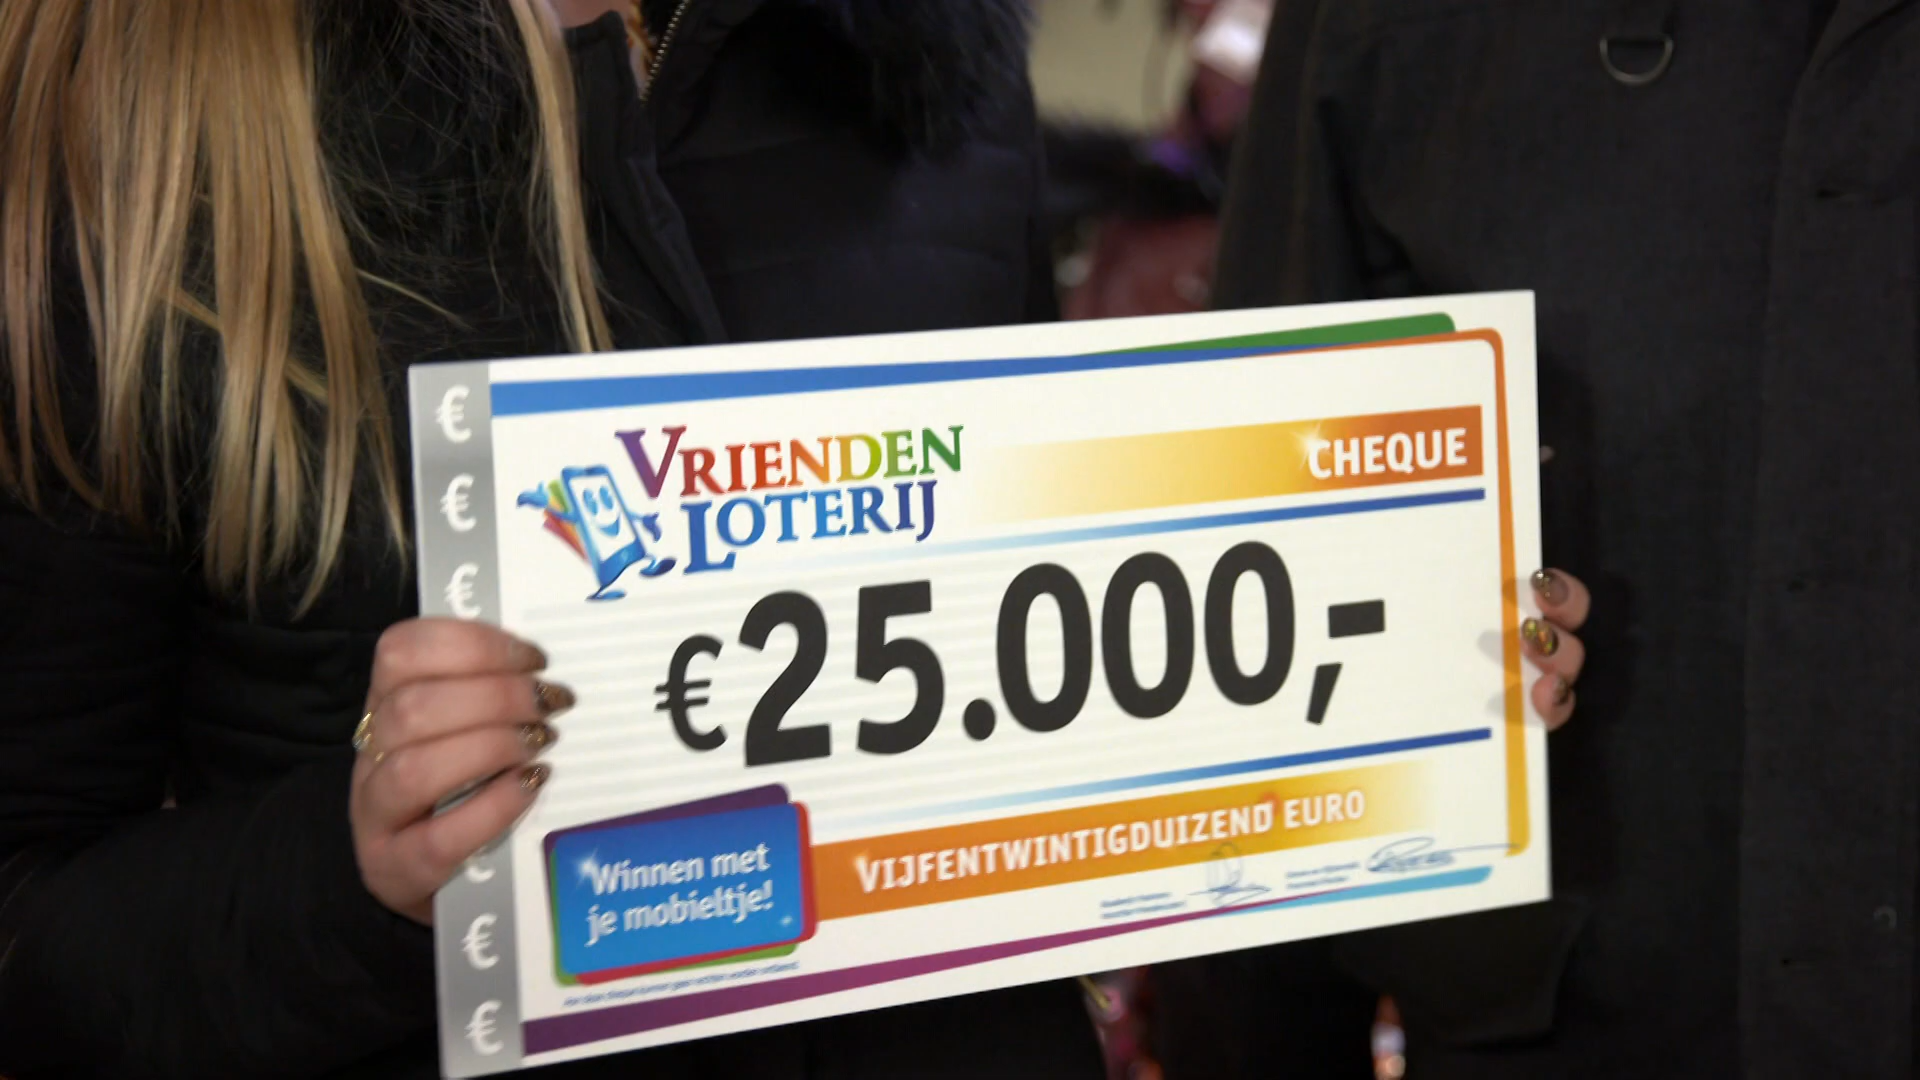 VRIENDEN
LOTERIJ
CHEQUE
€25.000,-
Winnen met
je mobieltje!
VIJFENTWINTIGDUIZEND EURO